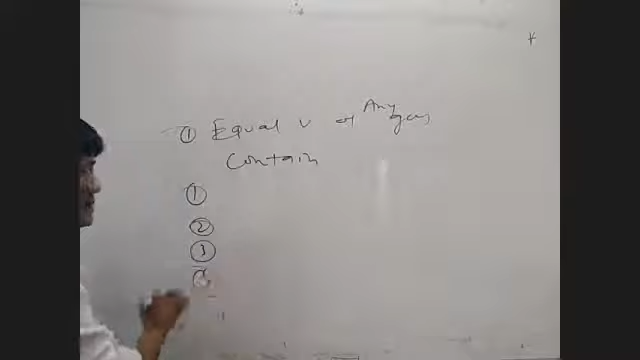 ① Equal v of Any gas
Contain
①
②
③